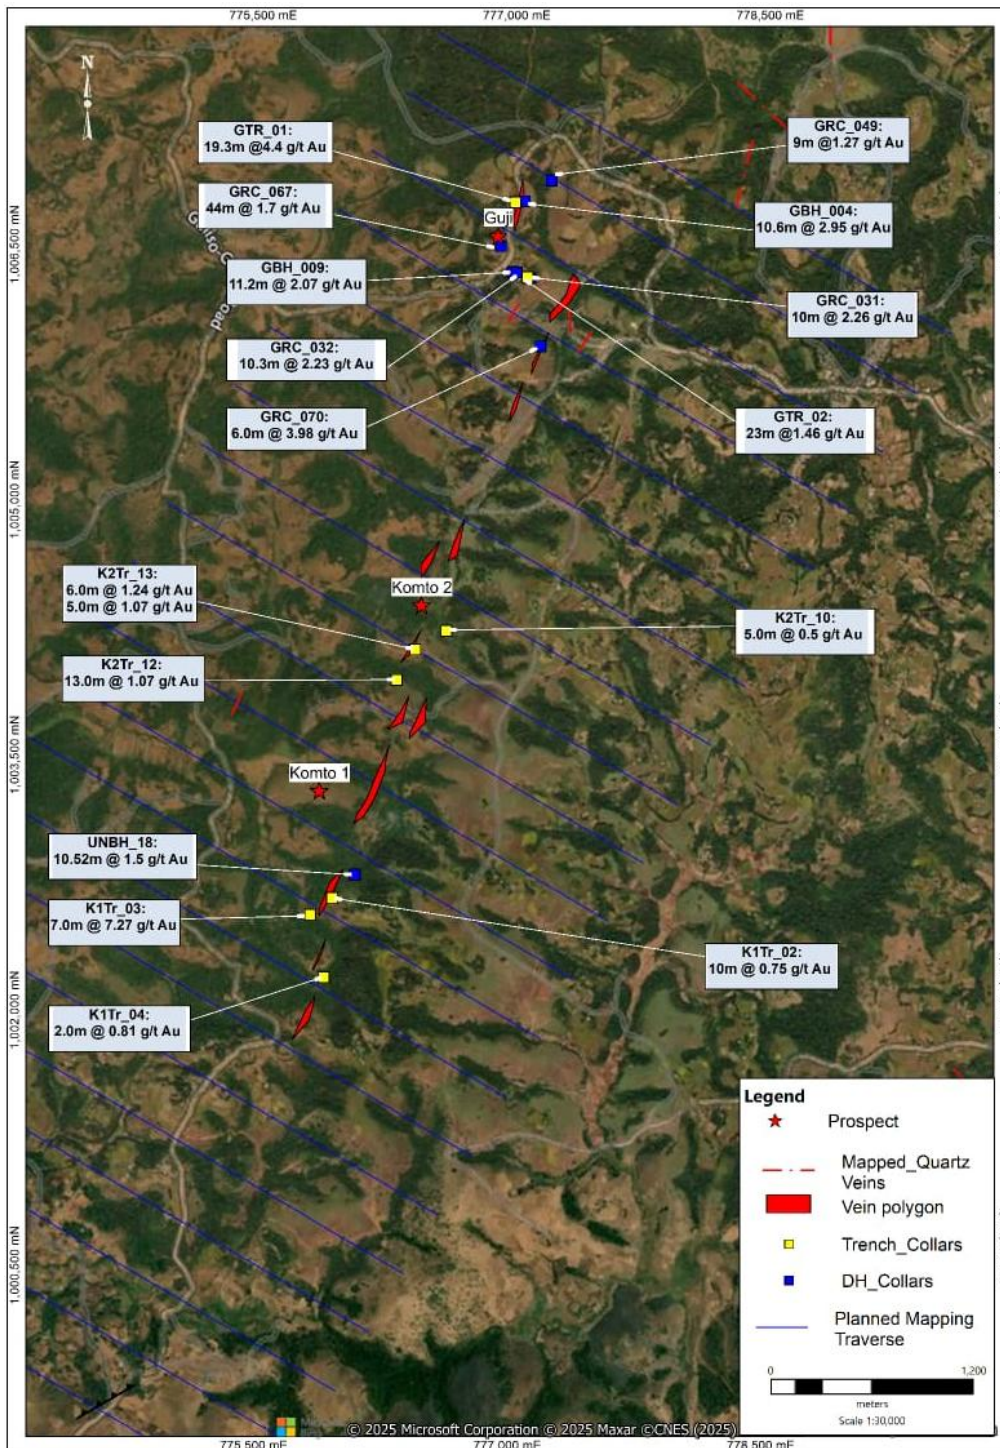 775,500 mE
777,000 mE
778,500 mE
N
GTR_01:
19.3m @4.4 g/t Au
GRC_049:
9m @1.27 g/t Au
GRC_067:
44m @ 1.7 g/t Au
Guji
GBH_004:
10.6m @ 2.95 g/t Au
1,006,500 mN
GBH_009:
11.2m @ 2.07 g/t Au
GRC_031:
10m @ 2.26 g/t Au
GRC_032:
10.3m @ 2.23 g/t Au
GRC_070:
6.0m @ 3.98 g/t Au
GTR_02:
23m @1.46 g/t Au
1,005,000 mN
K2Tr_13:
6.0m @ 1.24 g/t Au
5.0m @ 1.07 g/t Au
Komto 2
K2Tr_10:
5.0m @ 0.5 g/t Au
K2Tr_12:
13.0m @ 1.07 g/t Au
1,003,500 mN
Komto 1
UNBH_18:
10.52m @ 1.5 g/t Au
K1Tr_03:
7.0m @ 7.27 g/t Au
K1Tr_02:
10m @ 0.75 g/t Au
1,002,000 mN
K1Tr_04:
2.0m @ 0.81 g/t Au
1,000,500 mN
Legend
Prospect
Mapped_Quartz
Veins
Vein polygon
Trench_Collars
DH_Collars
Planned Mapping
Traverse
0 1,200
meters
Scale 1:30,000
© 2025 Microsoft Corporation © 2025 Maxar ©CNES (2025)
775,500 mE
777,000 mE
778,500 mE